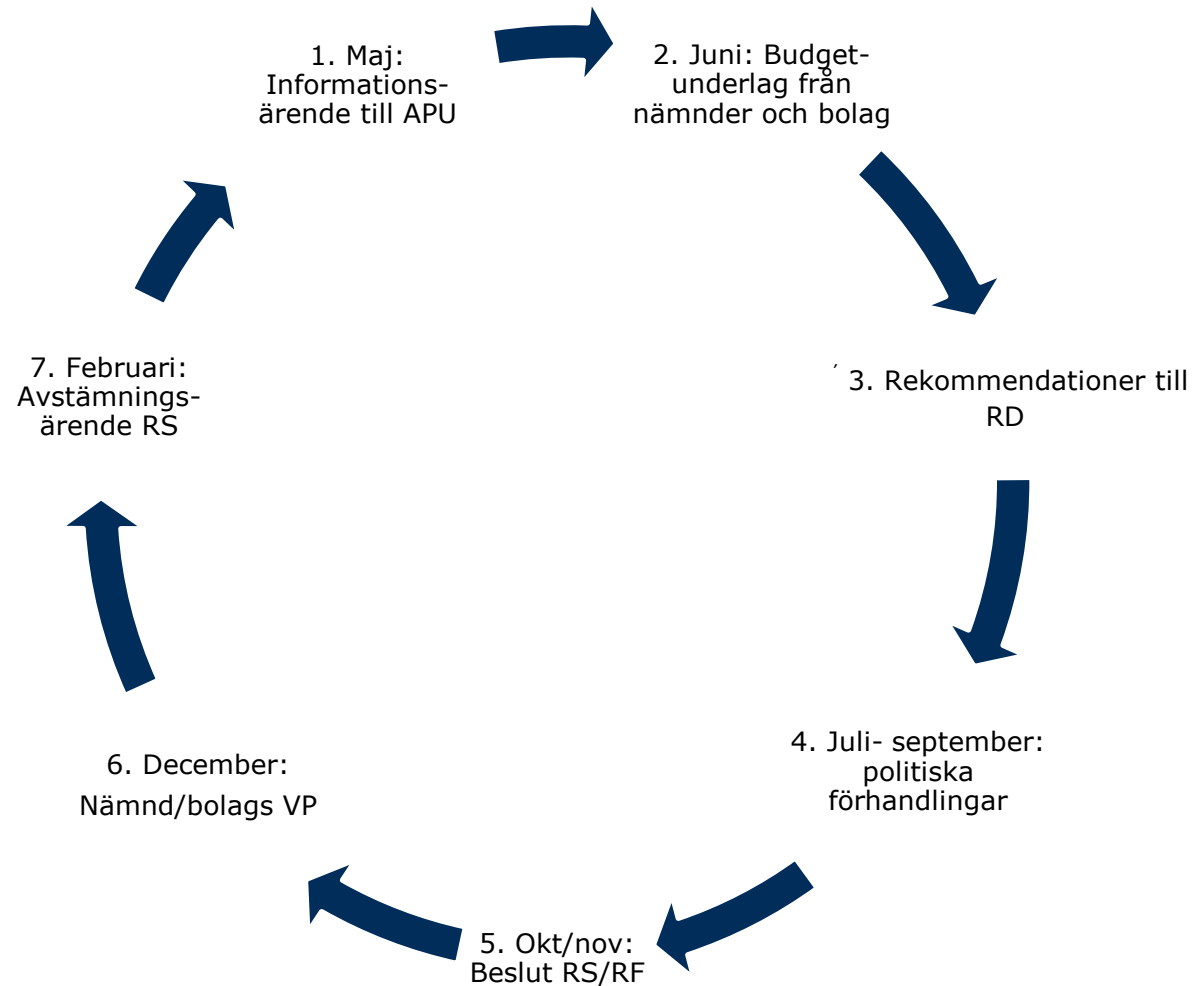 1. Maj:
Informations-
ärende till APU
2. Juni: Budget-
underlag från
nämnder och bolag
´ 3. Rekommendationer till
RD
4. Juli- september:
politiska
förhandlingar
5. Okt/nov:
Beslut RS/RF
6. December:
Nämnd/bolags VP
7. Februari:
Avstämnings-
ärende RS